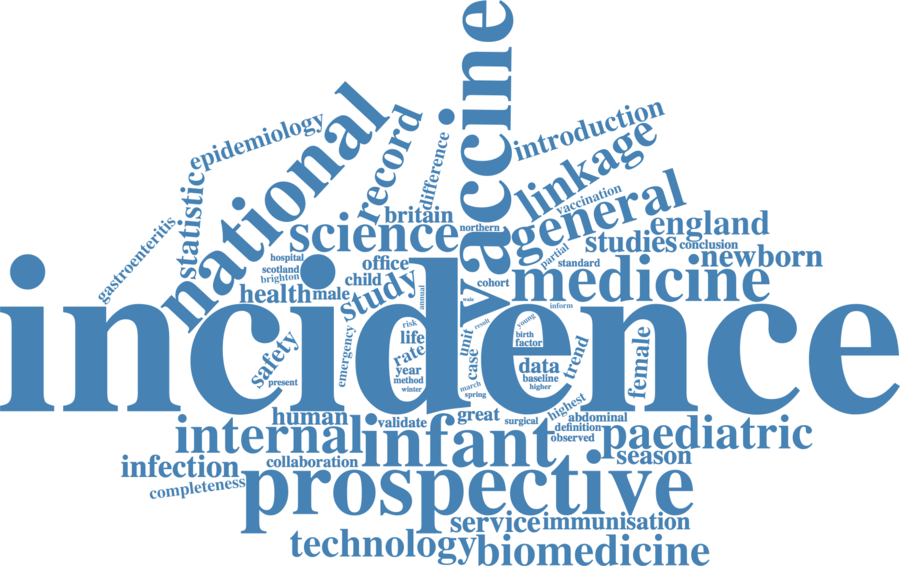 vaccine
national
record
epidemiology
introduction
linkage
difference
vaccination
statistic
britain
general
england
gastroenteritis
science
northern
studies
conclusion
hospital
office
partial
newborn
scotland
standard
brighton
child
study
cohort
medicine
health
male
annual
inform
incidence
risk
result
young
safety
emergency
life
unit
birth
factor
trend
female
rate
case
year
data
present
method
baseline
winter
march
higher
spring
human
validate
great
surgical
highest
abdominal
definition
internal
infant
observed
paediatric
infection
collaboration
season
completeness
prospective
service
immunisation
technology
biomedicine